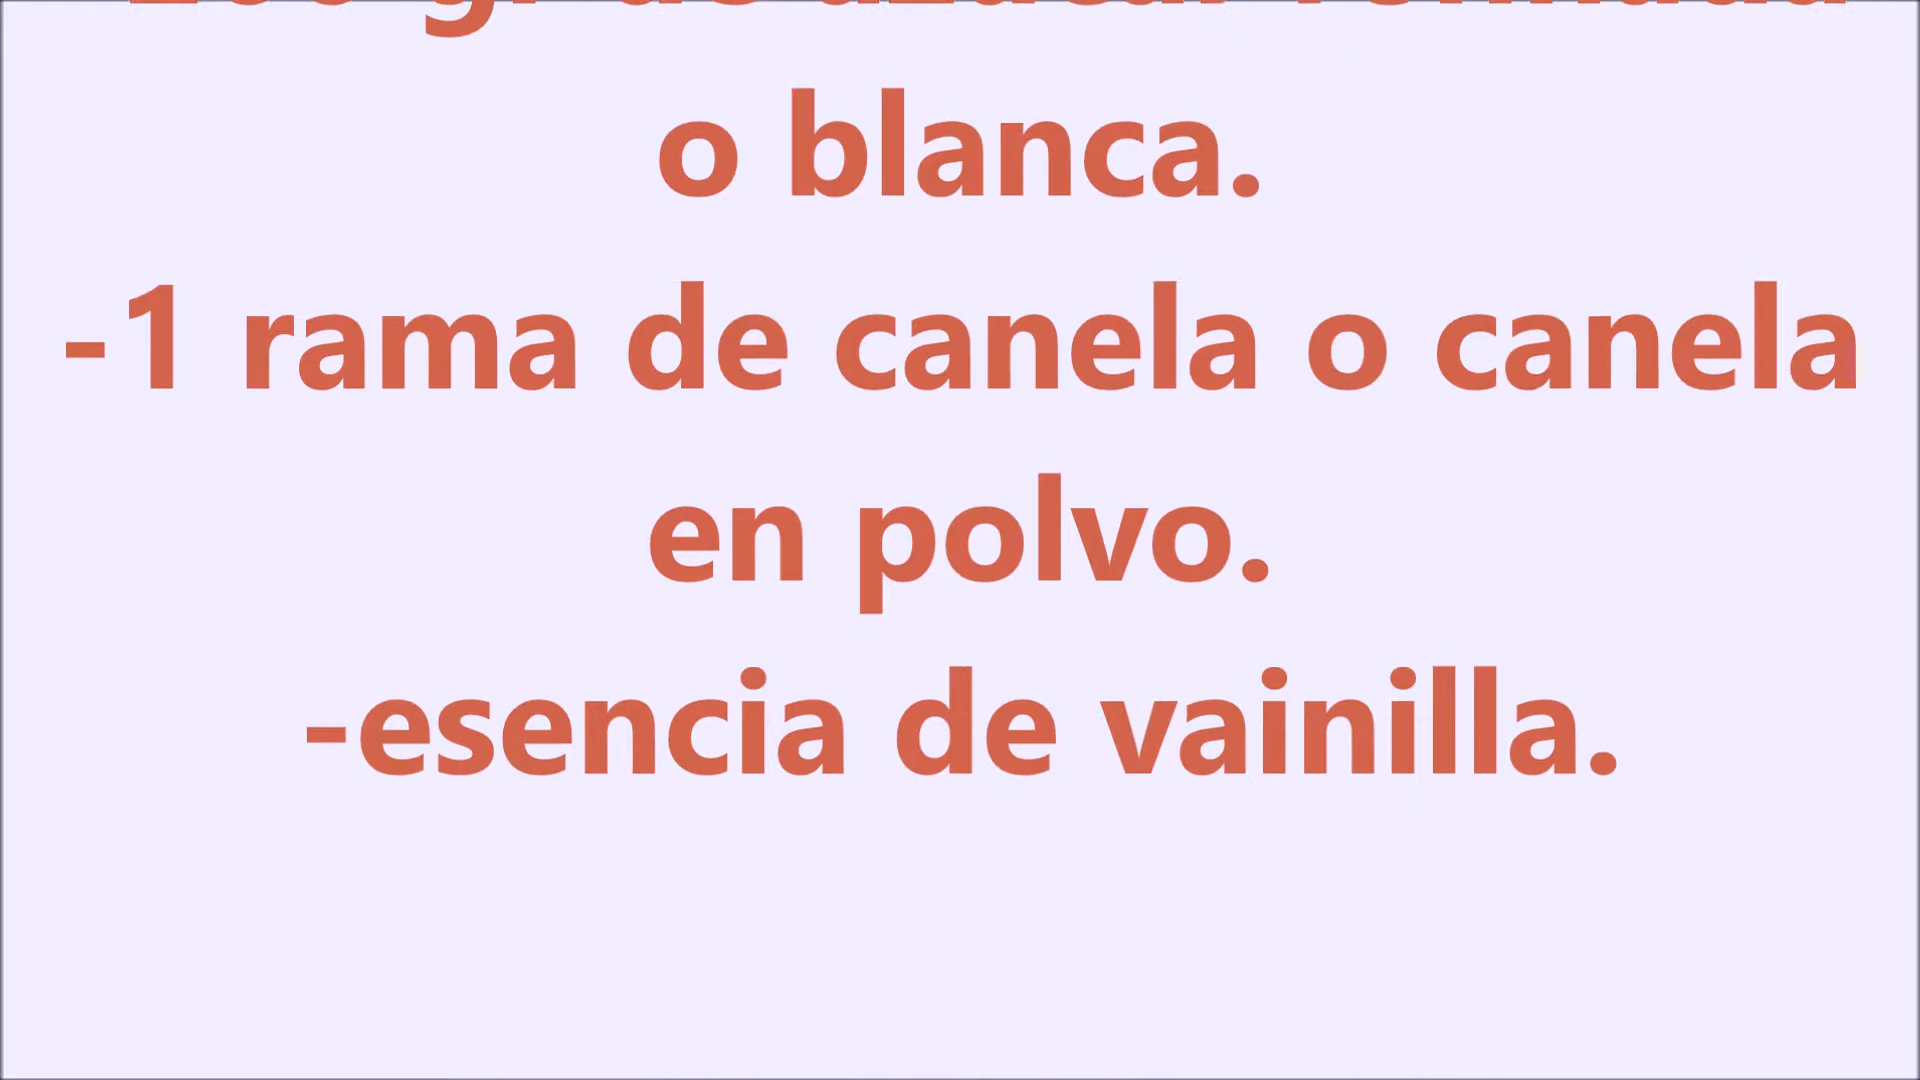 o blanca.
-1 rama de canela o canela
en polvo.
-esencia de vainilla.